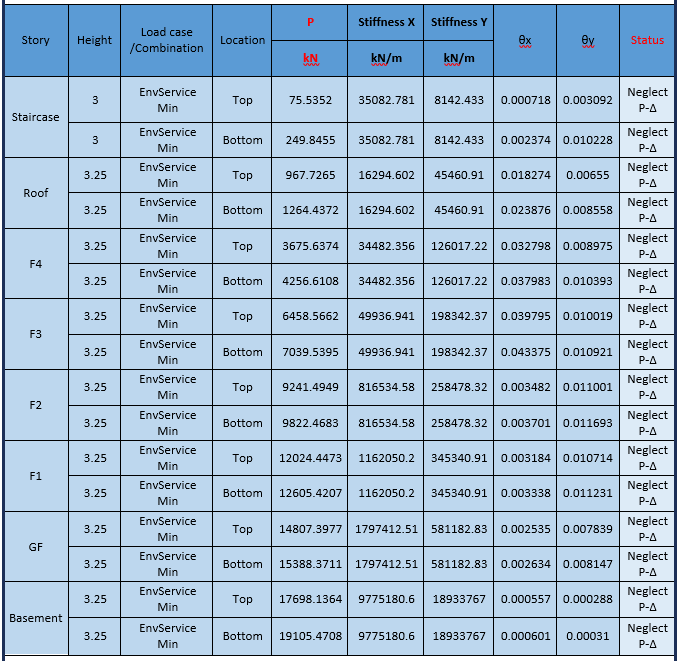 Story Height Load case /Combination Location P Stiffness X Stiffness Y θx θy Status
kN kN/m kN/m
Staircase 3 EnvService Min Top 75.5352 35082.781 8142.433 0.000718 0.003092 Neglect P-Δ
3 EnvService Min Bottom 249.8455 35082.781 8142.433 0.002374 0.010228 Neglect P-Δ
Roof 3.25 EnvService Min Top 967.7265 16294.602 45460.91 0.018274 0.00655 Neglect P-Δ
3.25 EnvService Min Bottom 1264.4372 16294.602 45460.91 0.023876 0.008558 Neglect P-Δ
F4 3.25 EnvService Min Top 3675.6374 34482.356 126017.22 0.032798 0.008975 Neglect P-Δ
3.25 EnvService Min Bottom 4256.6108 34482.356 126017.22 0.037983 0.010393 Neglect P-Δ
F3 3.25 EnvService Min Top 6458.5662 49936.941 198342.37 0.039795 0.010019 Neglect P-Δ
3.25 EnvService Min Bottom 7039.5395 49936.941 198342.37 0.043375 0.010921 Neglect P-Δ
F2 3.25 EnvService Min Top 9241.4949 816534.58 258478.32 0.003482 0.011001 Neglect P-Δ
3.25 EnvService Min Bottom 9822.4683 816534.58 258478.32 0.003701 0.011693 Neglect P-Δ
F1 3.25 EnvService Min Top 12024.4473 1162050.2 345340.91 0.003184 0.010714 Neglect P-Δ
3.25 EnvService Min Bottom 12605.4207 1162050.2 345340.91 0.003338 0.011231 Neglect P-Δ
GF 3.25 EnvService Min Top 14807.3977 1797412.51 581182.83 0.002535 0.007839 Neglect P-Δ
3.25 EnvService Min Bottom 15388.3711 1797412.51 581182.83 0.002634 0.008147 Neglect P-Δ
Basement 3.25 EnvService Min Top 17698.1364 9775180.6 18933767 0.000557 0.000288 Neglect P-Δ
3.25 EnvService Min Bottom 19105.4708 9775180.6 18933767 0.000601 0.00031 Neglect P-Δ